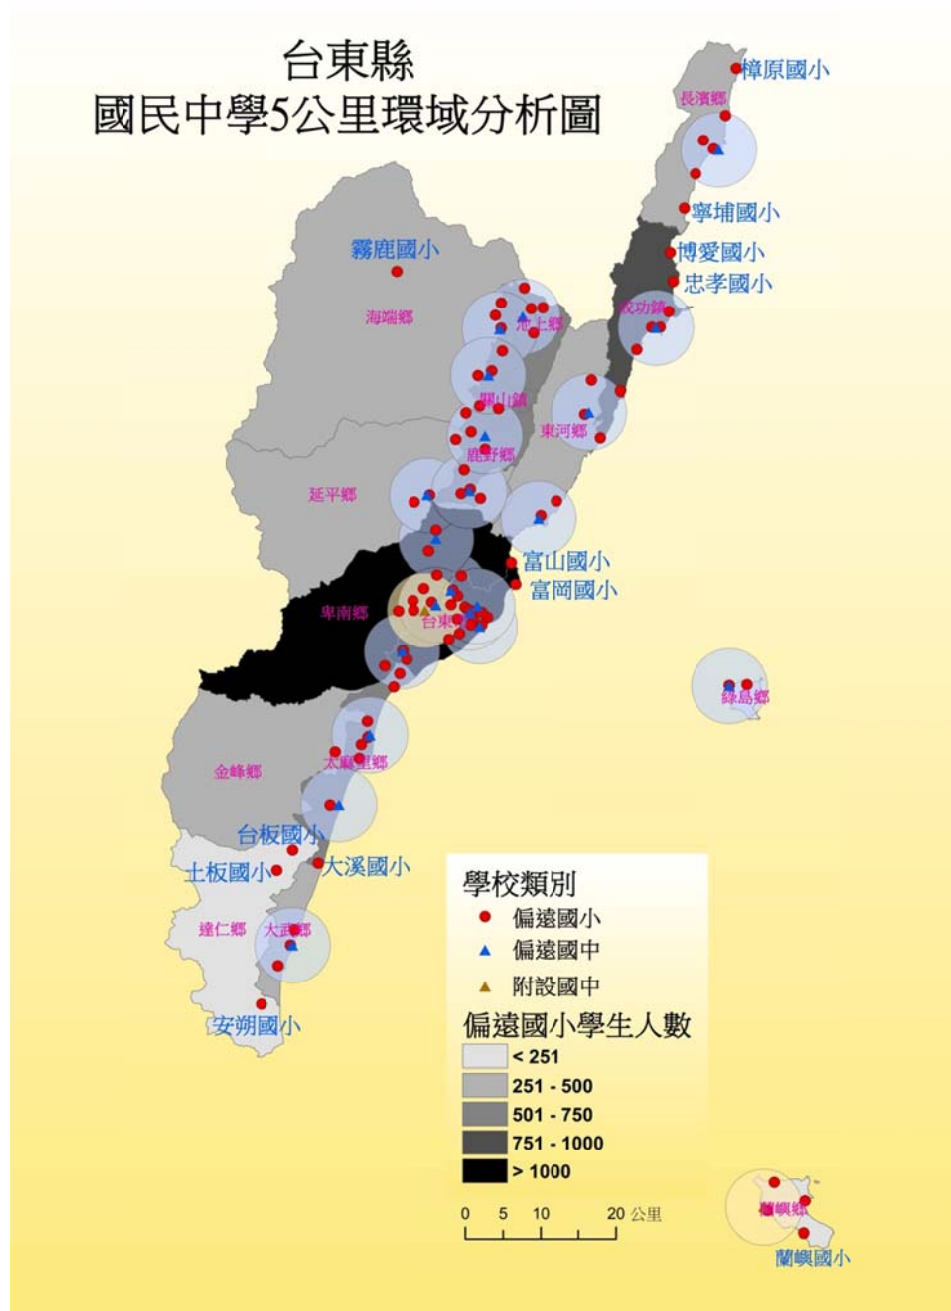 台東縣
國民中學5公里環域分析圖
樟原國小
長濱鄉
寧埔國小
博愛國小
忠孝國小
霧鹿國小
海端鄉
池上鄉
成功鎮
關山鎮
東河鄉
鹿野鄉
延平鄉
富山國小
富岡國小
卑南鄉
台東
綠島鄉
金峰鄉
太麻里鄉
台板國小
土板國小
大溪國小
達仁鄉
大武鄉
安朔國小
學校類別
偏遠國小
偏遠國中
附設國中
偏遠國小學生人數
< 251
251 - 500
501 - 750
751 - 1000
> 1000
0 5 10 20 公里
蘭嶼鄉
蘭嶼國小